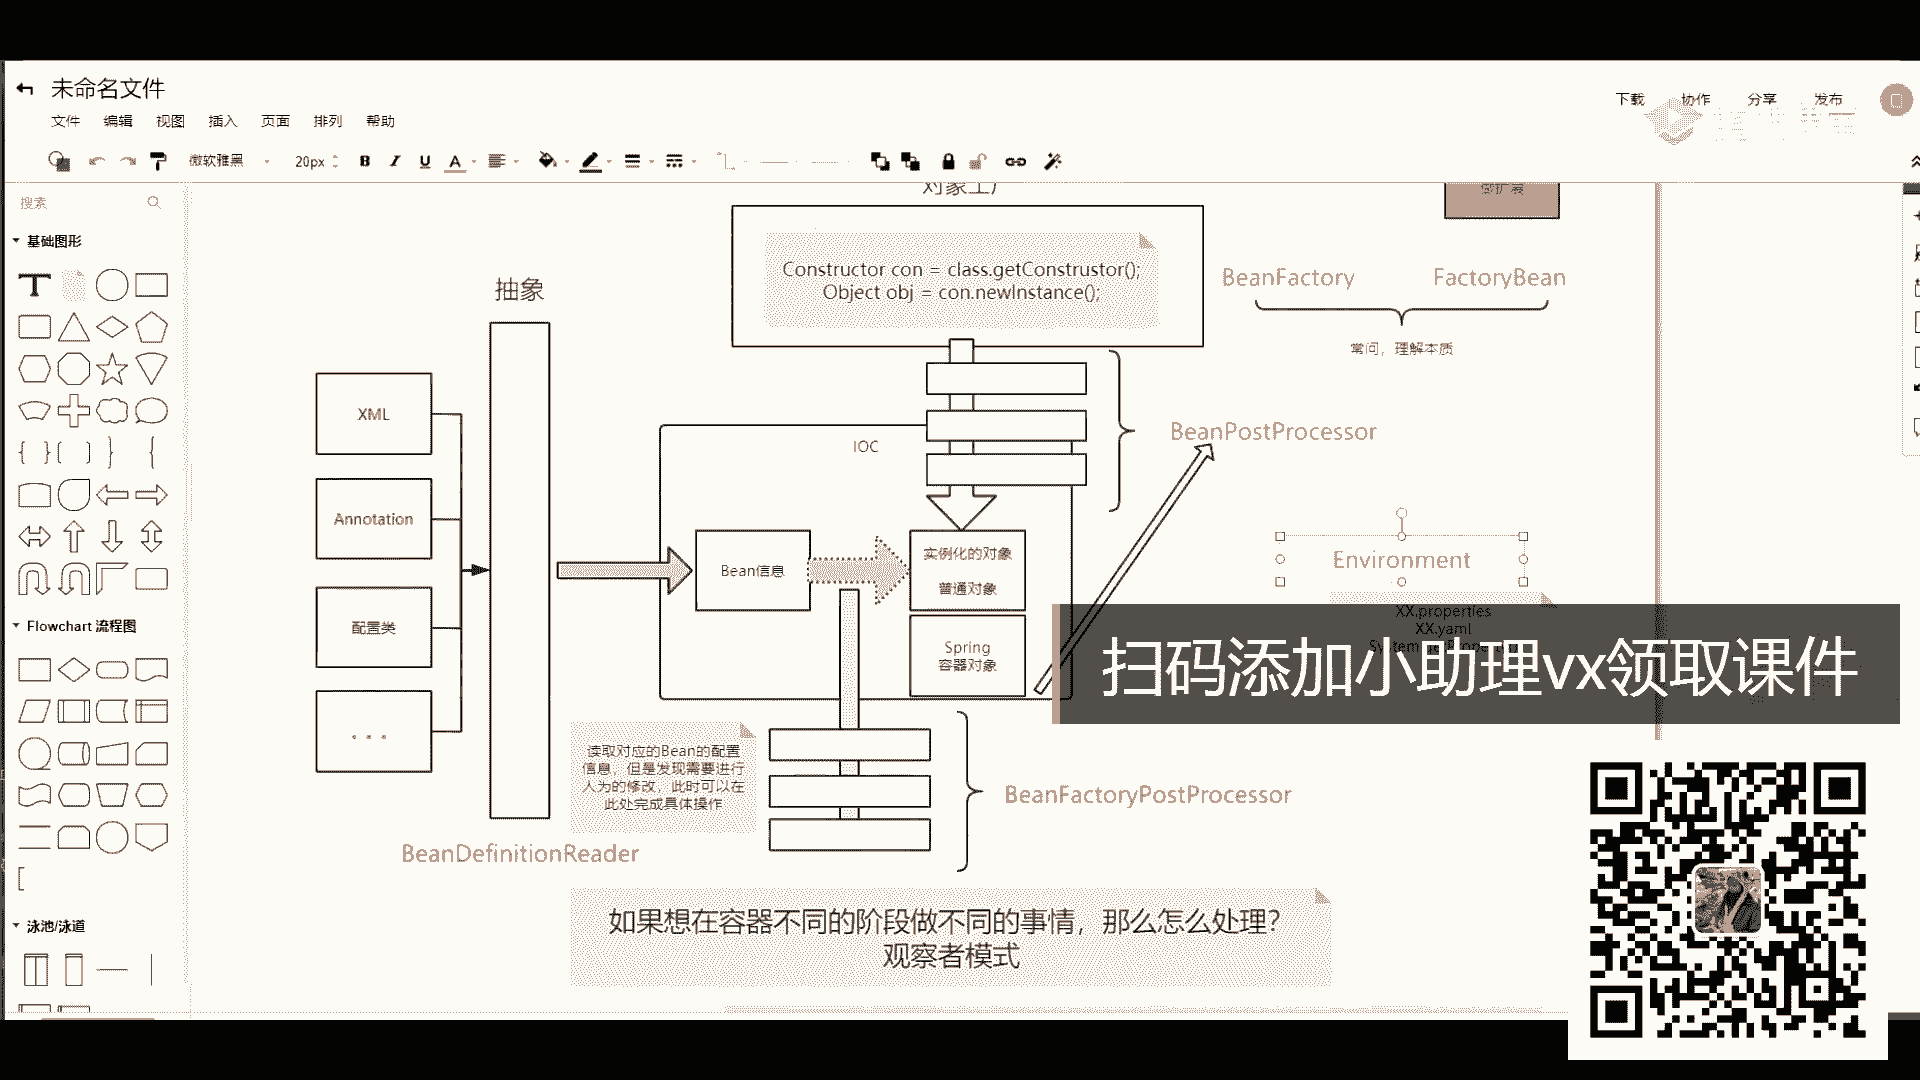 未命名文件
文件 编辑 视图 插入 页面 排列 帮助
下载 协作 分享 发布
微软雅黑 20px B I U A
搜索
基础图形
T
Flowchart 流程图
泳池/泳道
对象工厂
Constructor con = class.getConstrustor();
Object obj = con.newInstance();
做扩展
BeanFactory FactoryBean
常问，理解本质
抽象
XML
Annotation
配置类
...
BeanDefinitionReader
IOC
BeanPostProcessor
Bean信息
实例化的对象
普通对象
Spring
容器对象
Environment
XX.properties
XX.yaml
扫码添加小助理vx领取课件
读取对应的Bean的配置
信息，但是发现需要进行
人为的修改，此时可以在
此处完成具体操作
BeanFactoryPostProcessor
如果想在容器不同的阶段做不同的事情，那么怎么处理？
观察者模式